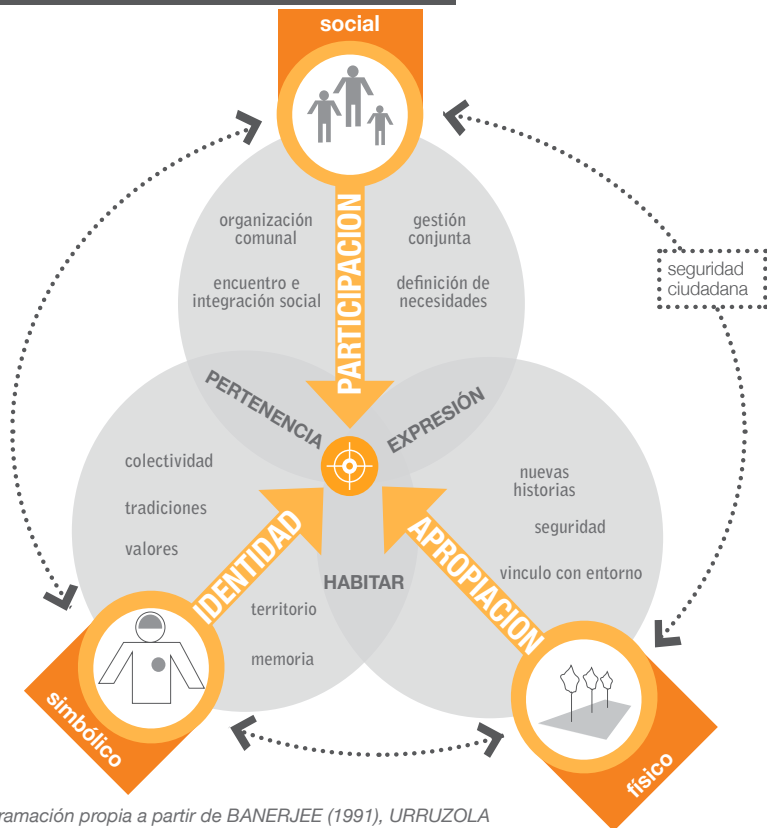 social
organización
comunal
gestión
conjunta
encuentro e
integración social
definición de
necesidades
PARTICIPACION
seguridad
ciudadana
PERTENENCIA
EXPRESIÓN
colectividad
tradiciones
valores
nuevas
historias
seguridad
vinculo con entorno
IDENTIDAD
APROPIACION
HABITAR
territorio
memoria
simbólico
físico
propia a partir de BANERJEE (1991), URRUZOLA